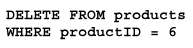 DELETE FROM products
WHERE productID = 6